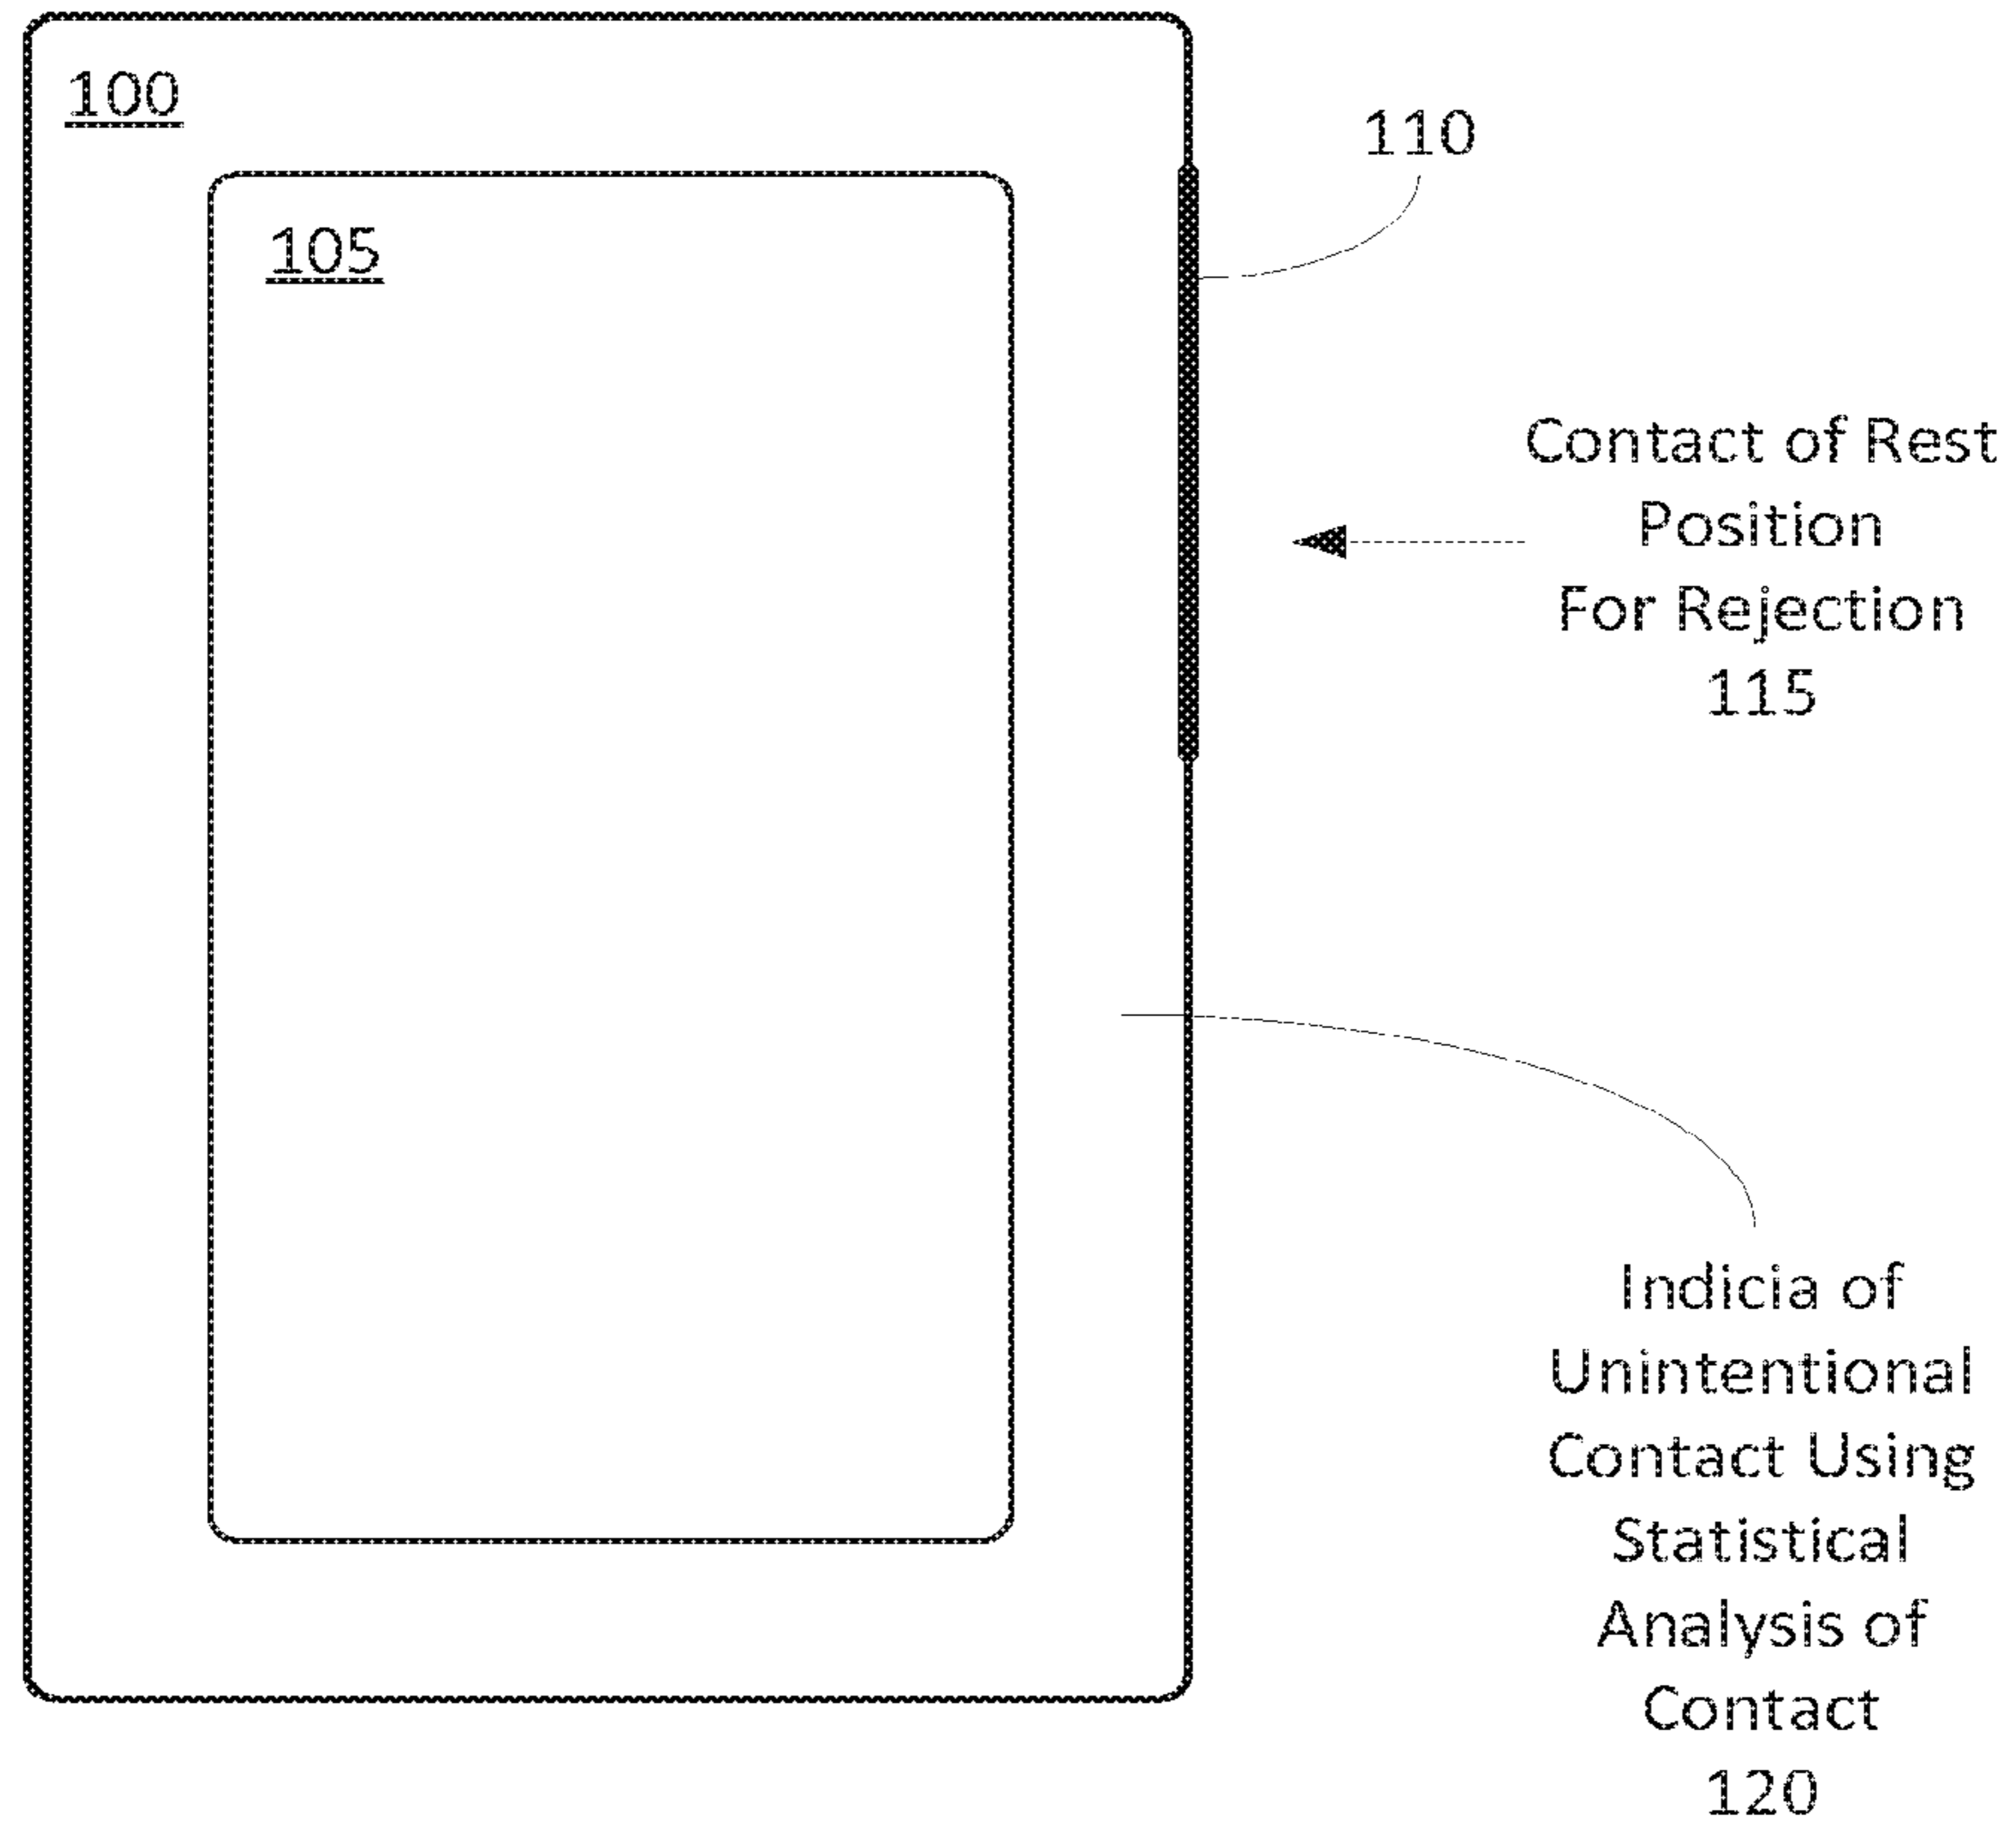 100
110
105
Contact of Rest
Position
For Rejection
115
Indicia of
Unintentional
Contact Using
Statistical
Analysis of
Contact
120